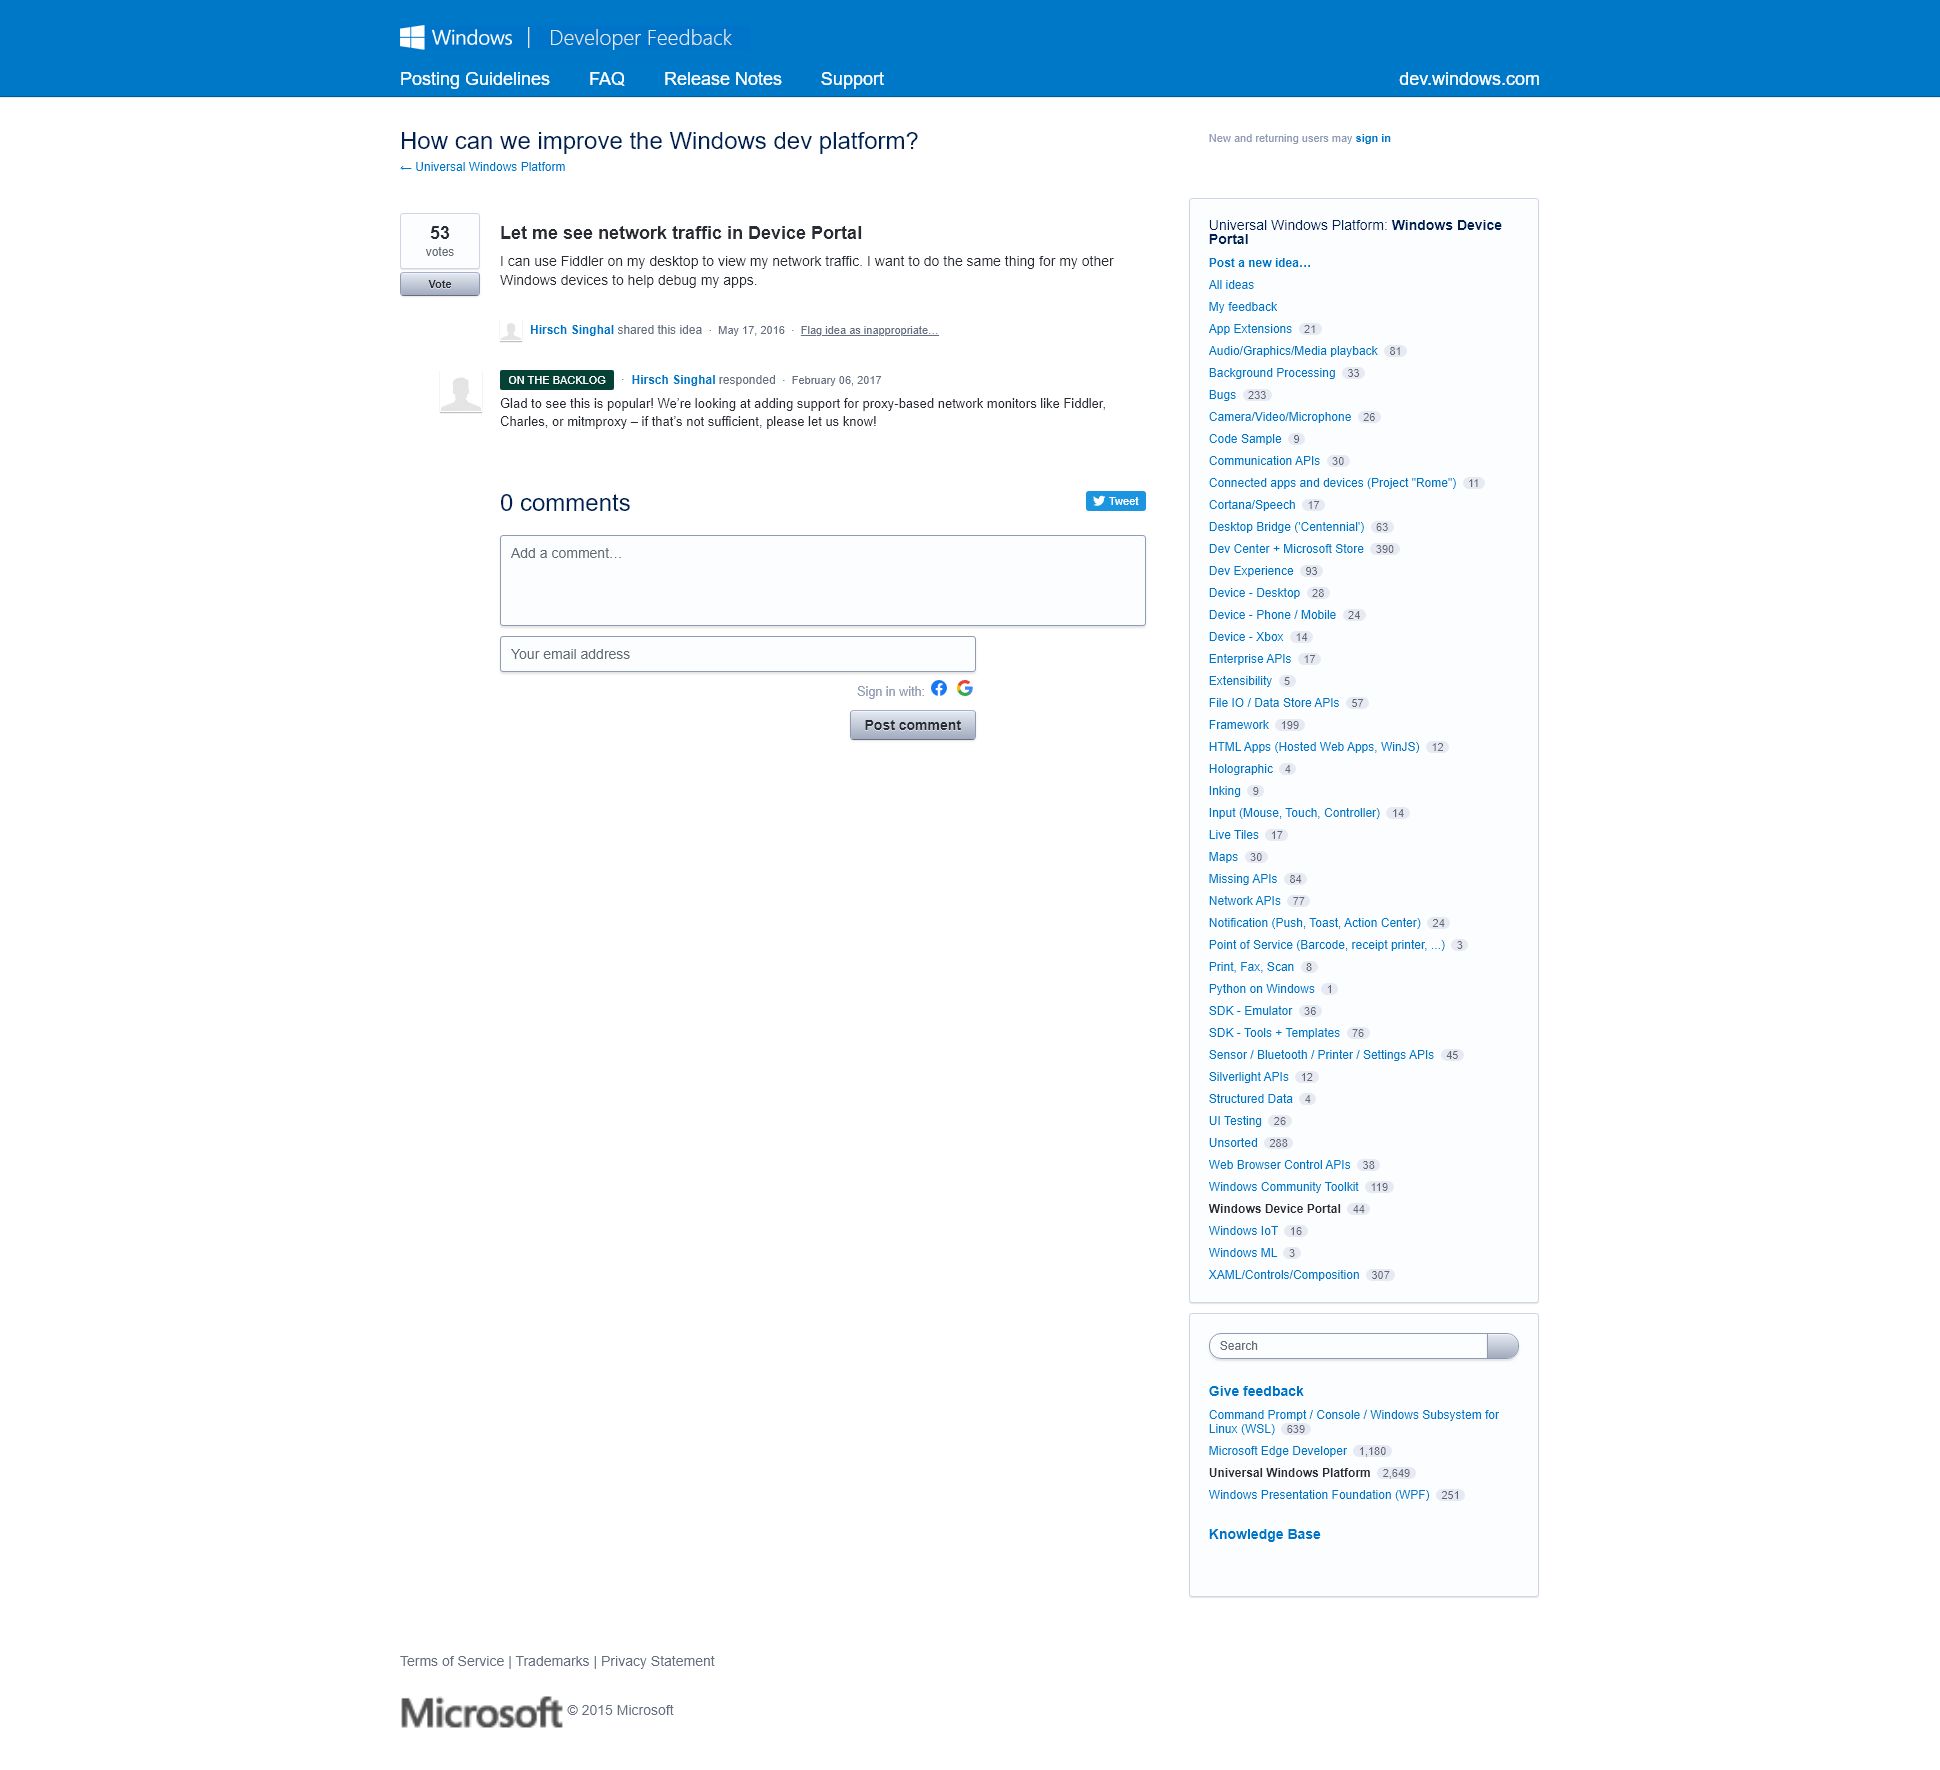 Windows | Developer Feedback
Posting Guidelines FAQ Release Notes Support dev.windows.com
How can we improve the Windows dev platform?
← Universal Windows Platform
New and returning users may sign in
53
votes
Vote
Let me see network traffic in Device Portal
I can use Fiddler on my desktop to view my network traffic. I want to do the same thing for my other
Windows devices to help debug my apps.
Hirsch Singhal shared this idea · May 17, 2016 · Flag idea as inappropriate…
ON THE BACKLOG · Hirsch Singhal responded · February 06, 2017
Glad to see this is popular! We’re looking at adding support for proxy-based network monitors like Fiddler,
Charles, or mitmproxy – if that’s not sufficient, please let us know!
0 comments
Tweet
Add a comment…
Your email address
Sign in with:
Post comment
Universal Windows Platform: Windows Device
Portal
Post a new idea…
All ideas
My feedback
App Extensions 21
Audio/Graphics/Media playback 81
Background Processing 33
Bugs 233
Camera/Video/Microphone 26
Code Sample 9
Communication APIs 30
Connected apps and devices (Project "Rome") 11
Cortana/Speech 17
Desktop Bridge ('Centennial') 63
Dev Center + Microsoft Store 390
Dev Experience 93
Device - Desktop 28
Device - Phone / Mobile 24
Device - Xbox 14
Enterprise APIs 17
Extensibility 5
File IO / Data Store APIs 57
Framework 199
HTML Apps (Hosted Web Apps, WinJS) 12
Holographic 4
Inking 9
Input (Mouse, Touch, Controller) 14
Live Tiles 17
Maps 30
Missing APIs 84
Network APIs 77
Notification (Push, Toast, Action Center) 24
Point of Service (Barcode, receipt printer, ...) 3
Print, Fax, Scan 8
Python on Windows 1
SDK - Emulator 36
SDK - Tools + Templates 76
Sensor / Bluetooth / Printer / Settings APIs 45
Silverlight APIs 12
Structured Data 4
UI Testing 26
Unsorted 288
Web Browser Control APIs 38
Windows Community Toolkit 119
Windows Device Portal 44
Windows IoT 16
Windows ML 3
XAML/Controls/Composition 307
Search
Give feedback
Command Prompt / Console / Windows Subsystem for
Linux (WSL) 639
Microsoft Edge Developer 1,180
Universal Windows Platform 2,649
Windows Presentation Foundation (WPF) 251
Knowledge Base
Terms of Service | Trademarks | Privacy Statement
Microsoft © 2015 Microsoft